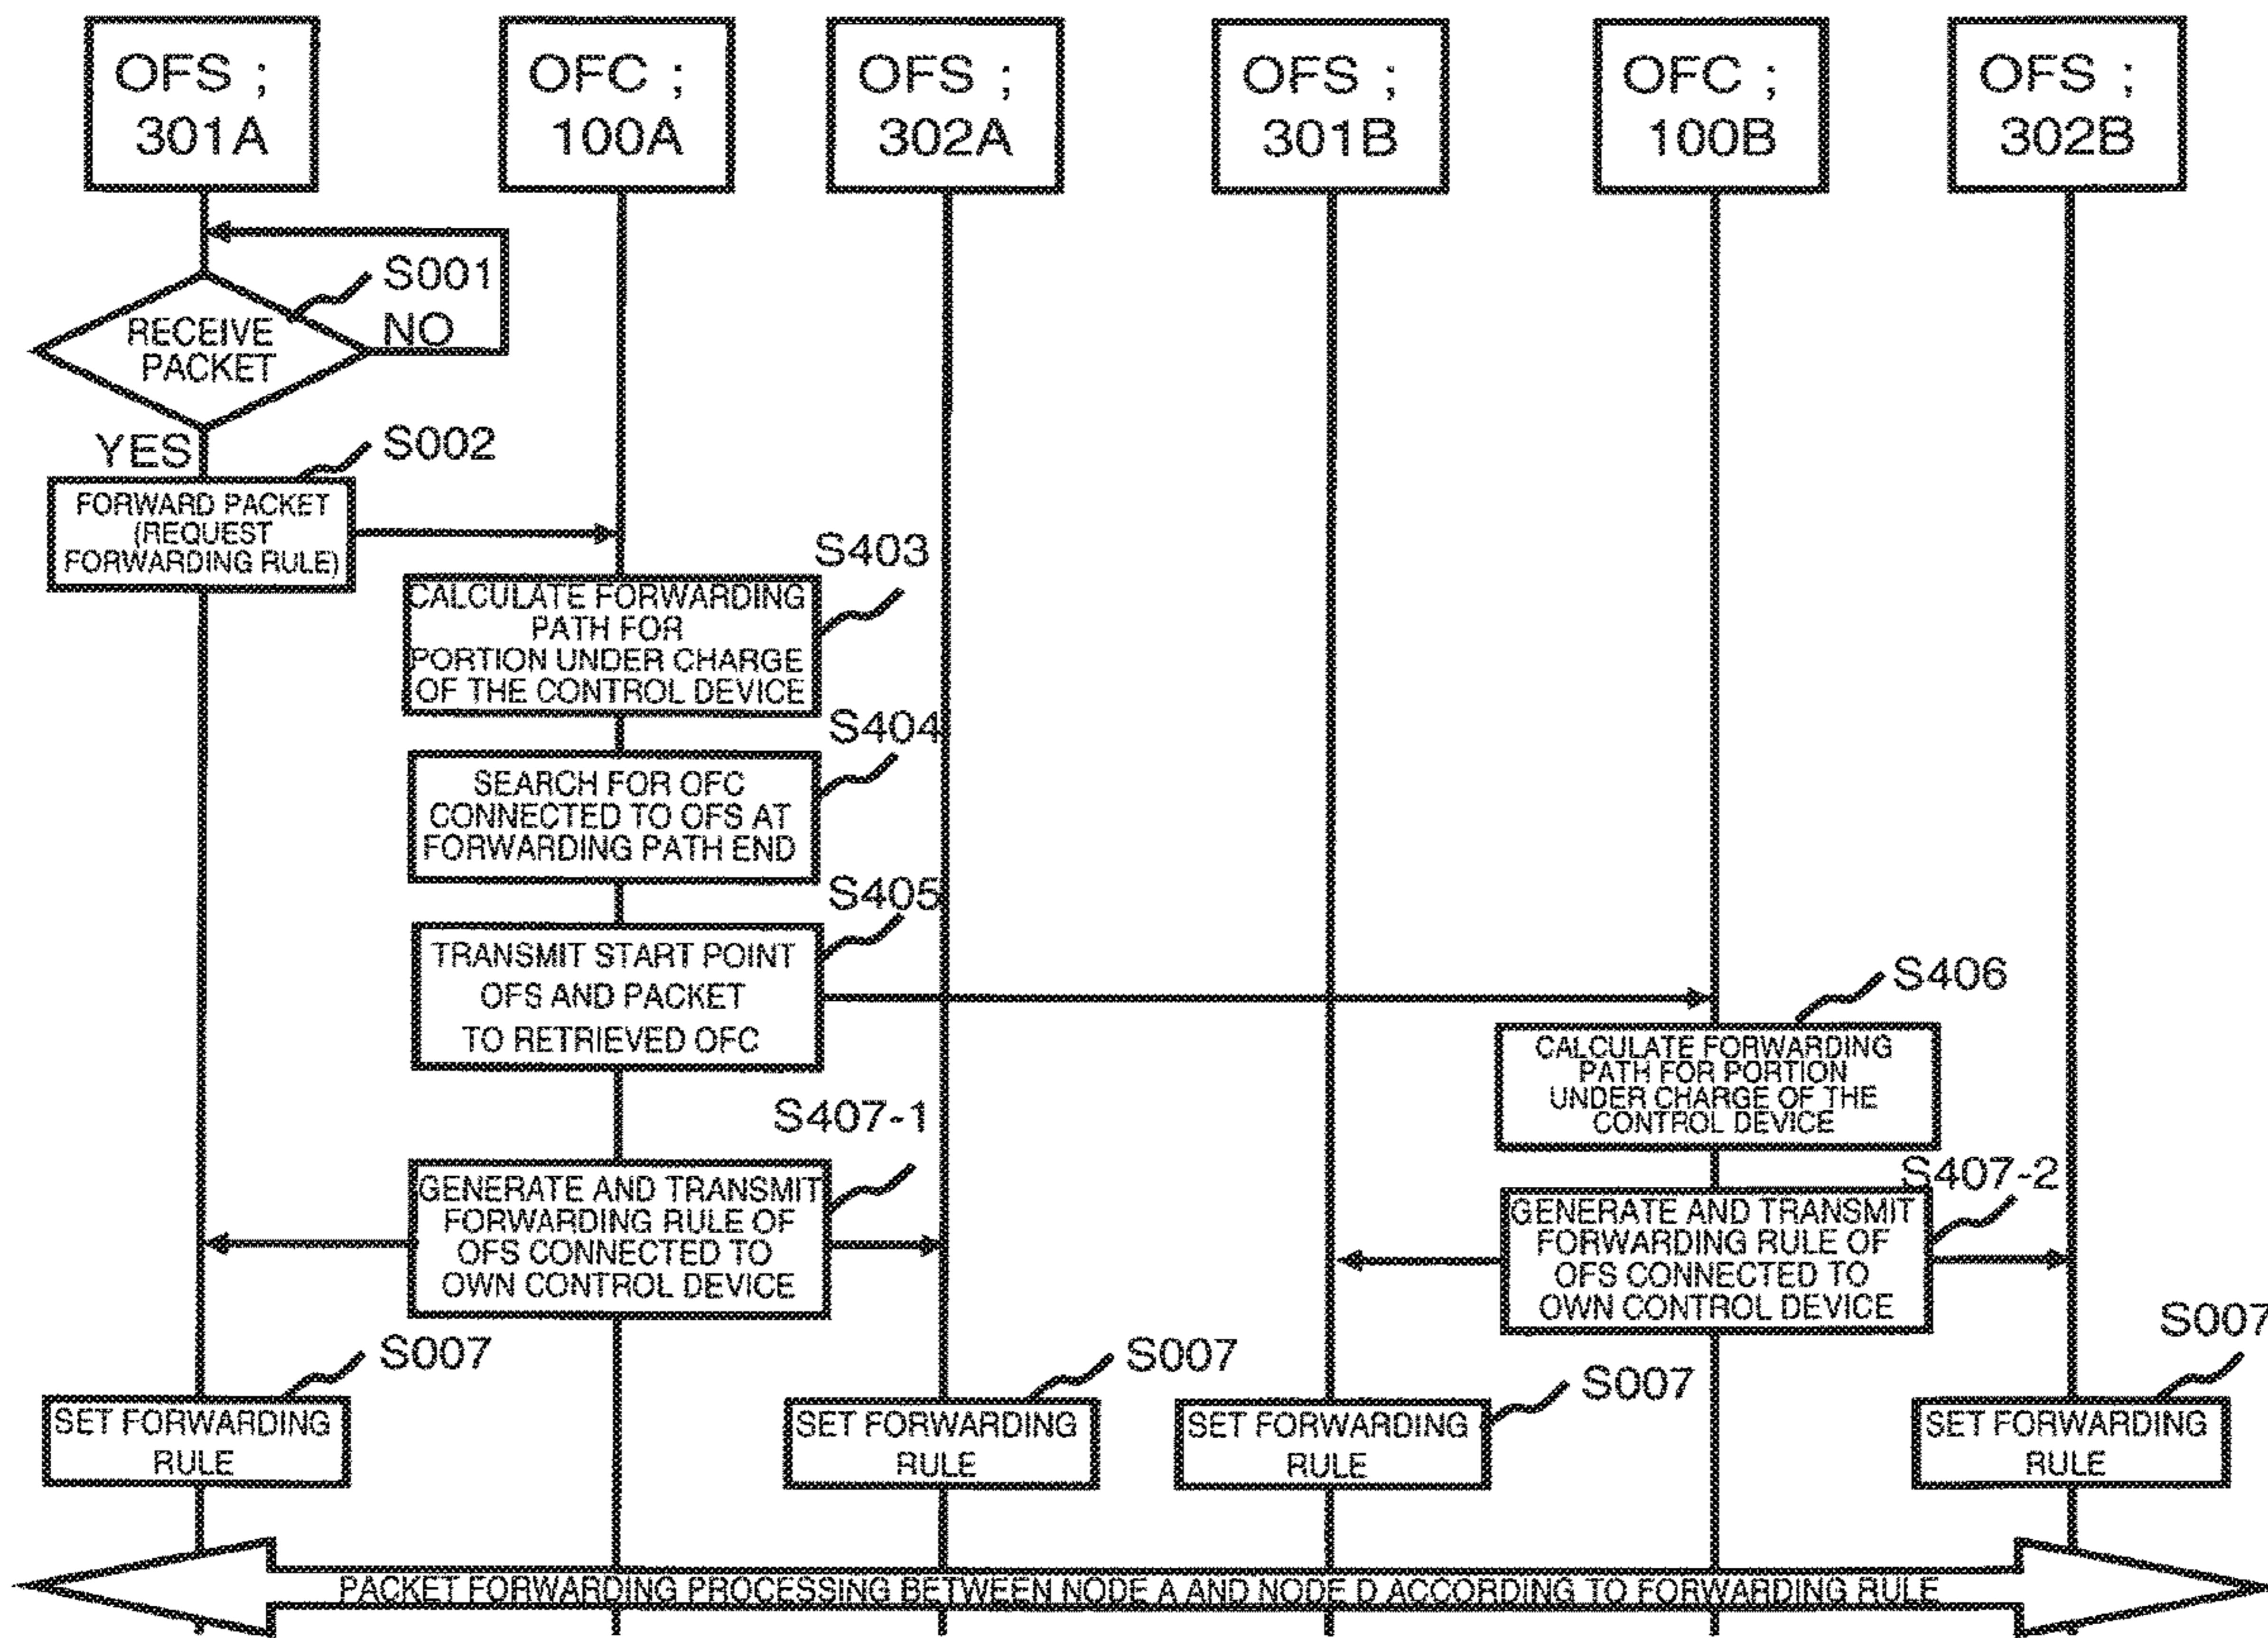 OFS ;
301A
OFC ;
100A
OFS ;
302A
OFS ;
301B
OFC ;
100B
OFS ;
302B
S001
RECEIVE
PACKET
NO
YES
S002
FORWARD PACKET
(REQUEST
FORWARDING RULE)
S403
CALCULATE FORWARDING
PATH FOR
PORTION UNDER CHARGE
OF THE CONTROL DEVICE
S404
SEARCH FOR OFC
CONNECTED TO OFS AT
FORWARDING PATH END
S405
TRANSMIT START POINT
OFS AND PACKET
TO RETRIEVED OFC
S406
CALCULATE FORWARDING
PATH FOR PORTION
UNDER CHARGE OF THE
CONTROL DEVICE
S407-1
GENERATE AND TRANSMIT
FORWARDING RULE OF
OFS CONNECTED TO
OWN CONTROL DEVICE
S407-2
GENERATE AND TRANSMIT
FORWARDING RULE OF
OFS CONNECTED TO
OWN CONTROL DEVICE
S007
SET FORWARDING
RULE
S007
SET FORWARDING
RULE
S007
SET FORWARDING
RULE
S007
SET FORWARDING
RULE
PACKET FORWARDING PROCESSING BETWEEN NODE A AND NODE D ACCORDING TO FORWARDING RULE